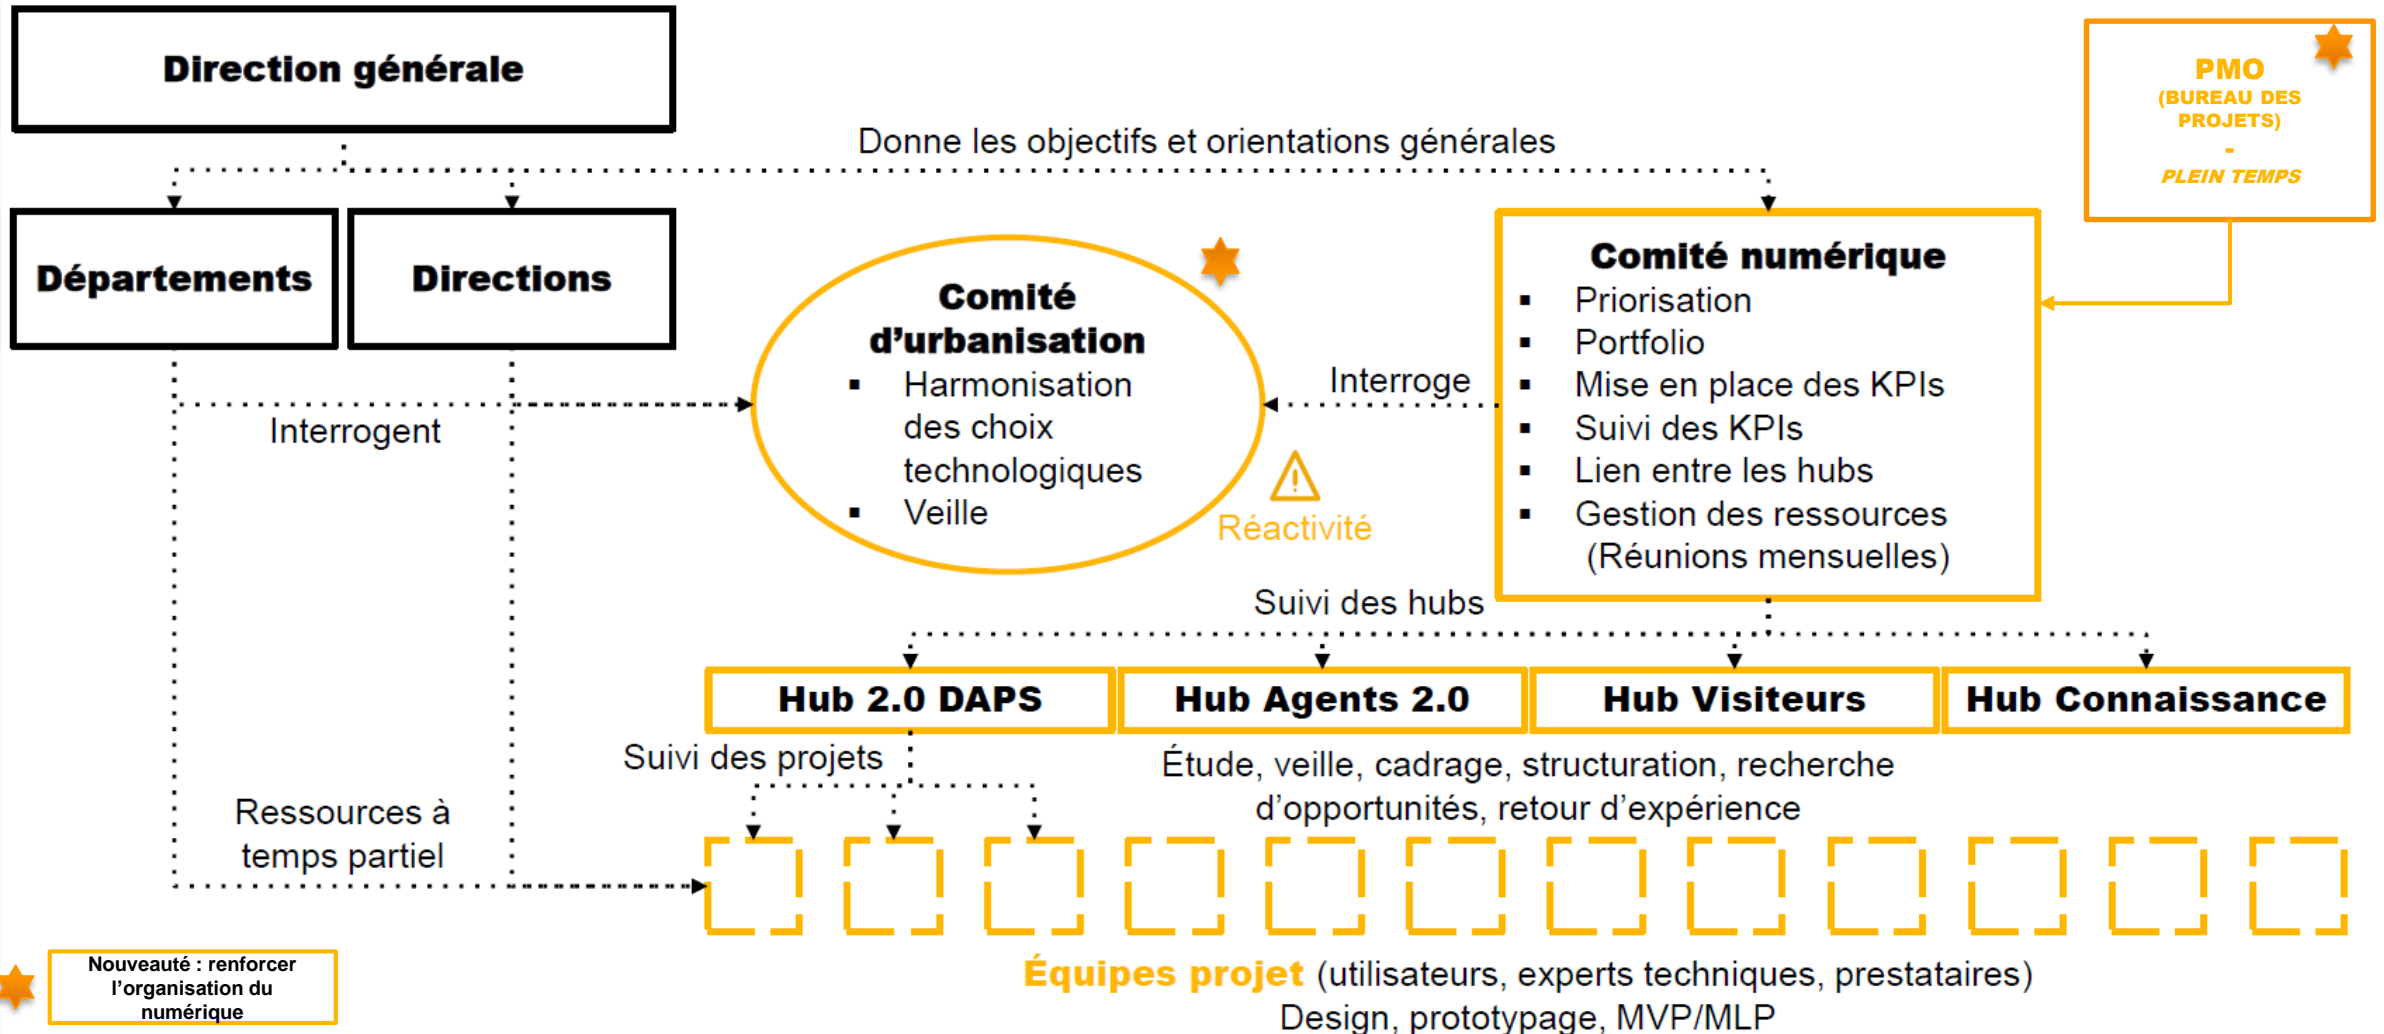 Direction générale
PMO
(BUREAU DES
PROJETS)
-
PLEIN TEMPS
Donne les objectifs et orientations générales
Départements
Directions
Comité
d'urbanisation
▪ Harmonisation
des choix
technologiques
▪ Veille
Interroge
Interrogent
Réactivité
Comité numérique
▪ Priorisation
▪ Portfolio
▪ Mise en place des KPIs
▪ Suivi des KPIs
▪ Lien entre les hubs
▪ Gestion des ressources
(Réunions mensuelles)
Suivi des hubs
Hub 2.0 DAPS
Hub Agents 2.0
Hub Visiteurs
Hub Connaissance
Suivi des projets
Étude, veille, cadrage, structuration, recherche
d'opportunités, retour d'expérience
Ressources à
temps partiel
Équipes projet (utilisateurs, experts techniques, prestataires)
Design, prototypage, MVP/MLP
Nouveauté : renforcer
l'organisation du
numérique